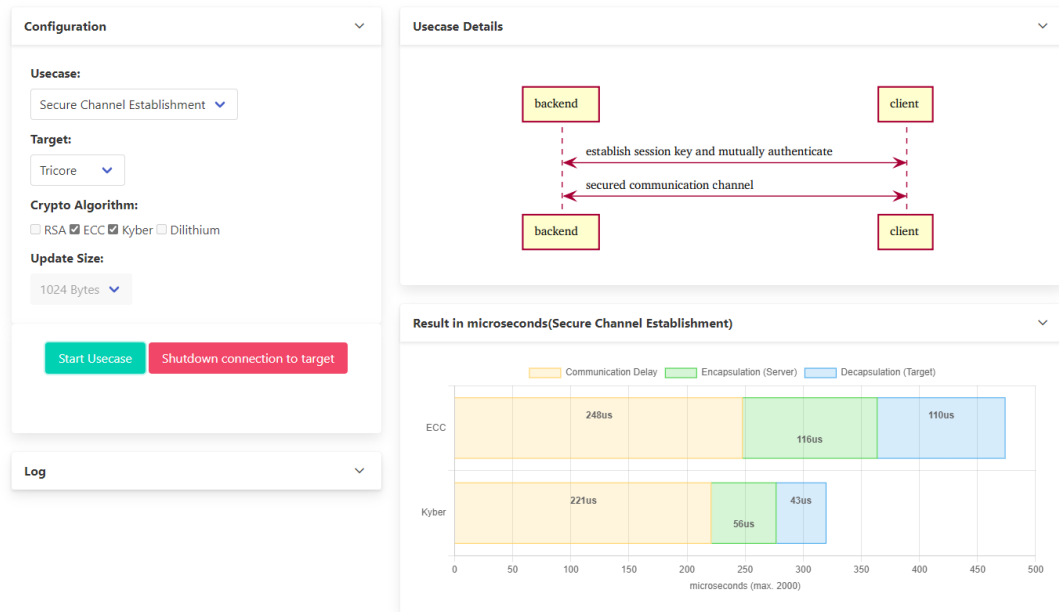 Configuration
Usecase:
Secure Channel Establishment
Target:
Tricore
Crypto Algorithm:
RSA ECC Kyber Dilithium
Update Size:
1024 Bytes
Start Usecase Shutdown connection to target
Log
Usecase Details
backend client
establish session key and mutually authenticate
secured communication channel
backend client
Result in microseconds(Secure Channel Establishment)
Communication Delay Encapsulation (Server) Decapsulation (Target)
ECC 248us 116us 110us
Kyber 221us 56us 43us
0 50 100 150 200 250 300 350 400 450 500
microseconds (max. 2000)